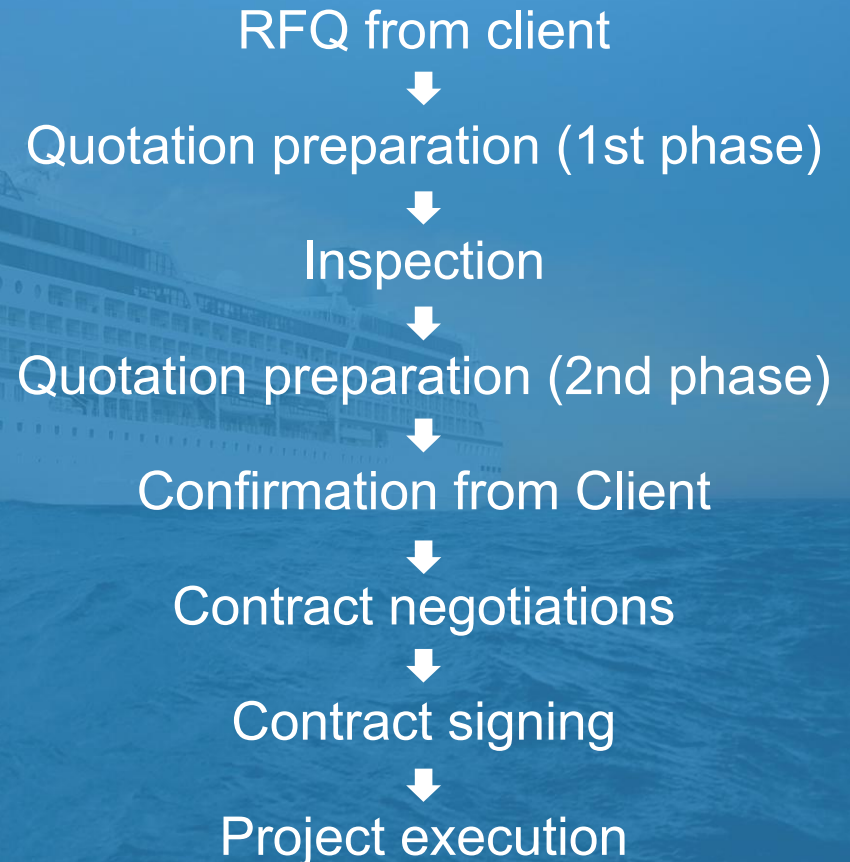 RFQ from client
Quotation preparation (1st phase)
Inspection
Quotation preparation (2nd phase)
Confirmation from Client
Contract negotiations
Contract signing
Project execution